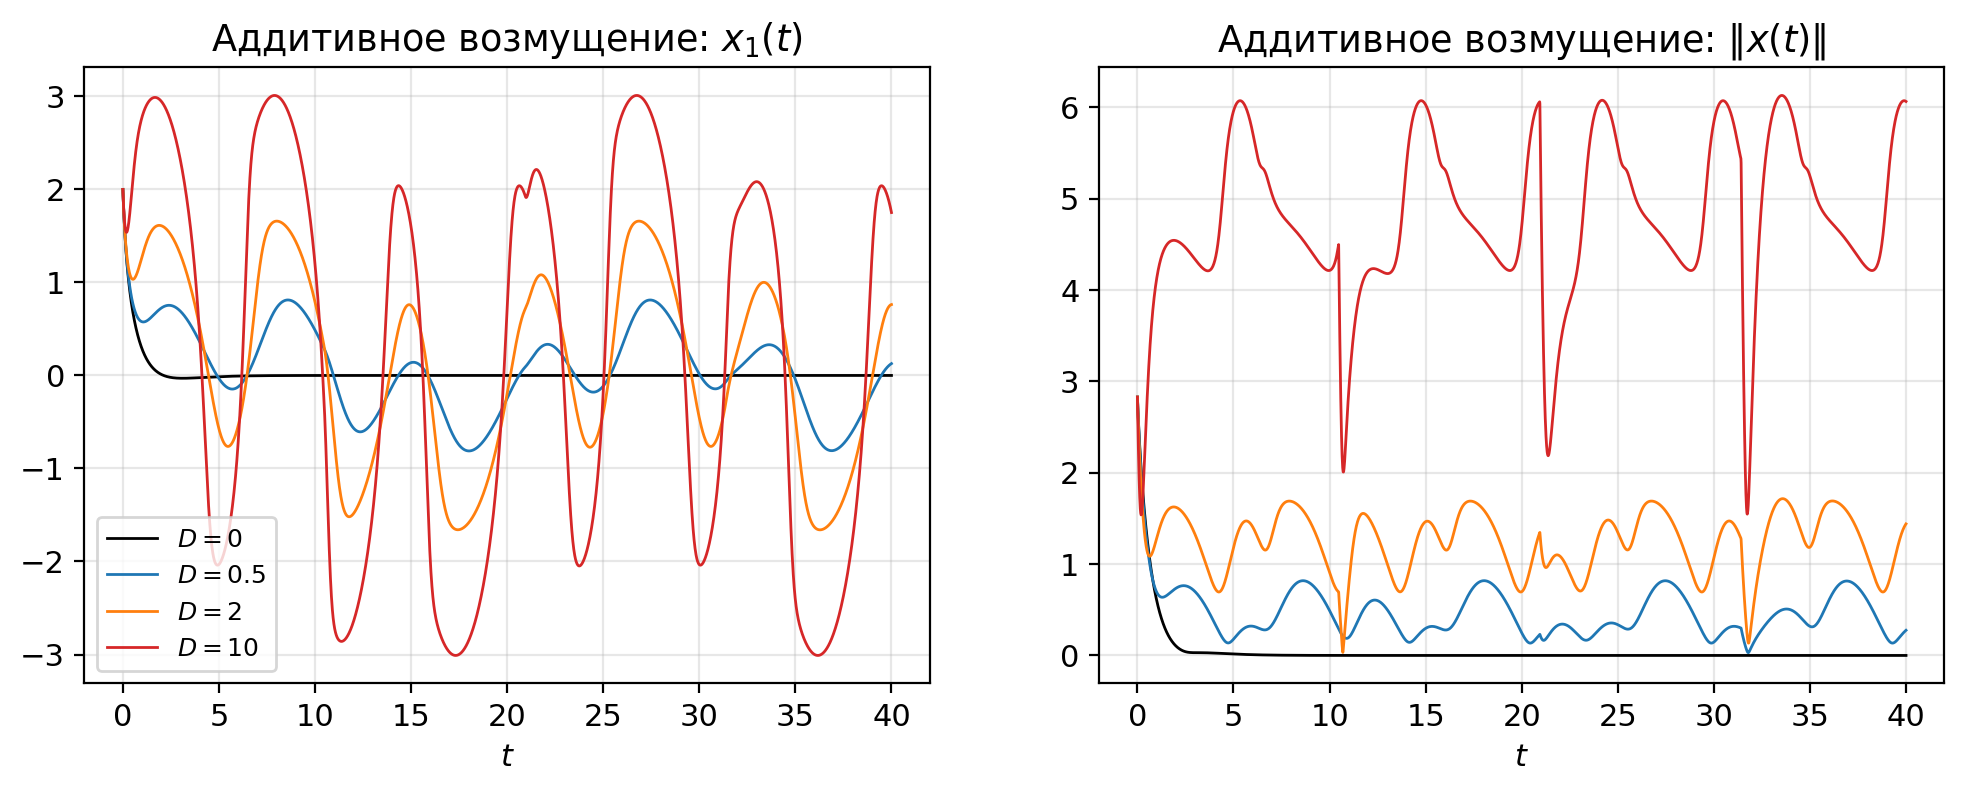 Аддитивное возмущение: x₁(t)
3
2
1
0
−1
−2
−3
D = 0
D = 0.5
D = 2
D = 10
0 5 10 15 20 25 30 35 40
t
Аддитивное возмущение: ‖x(t)‖
6
5
4
3
2
1
0
0 5 10 15 20 25 30 35 40
t